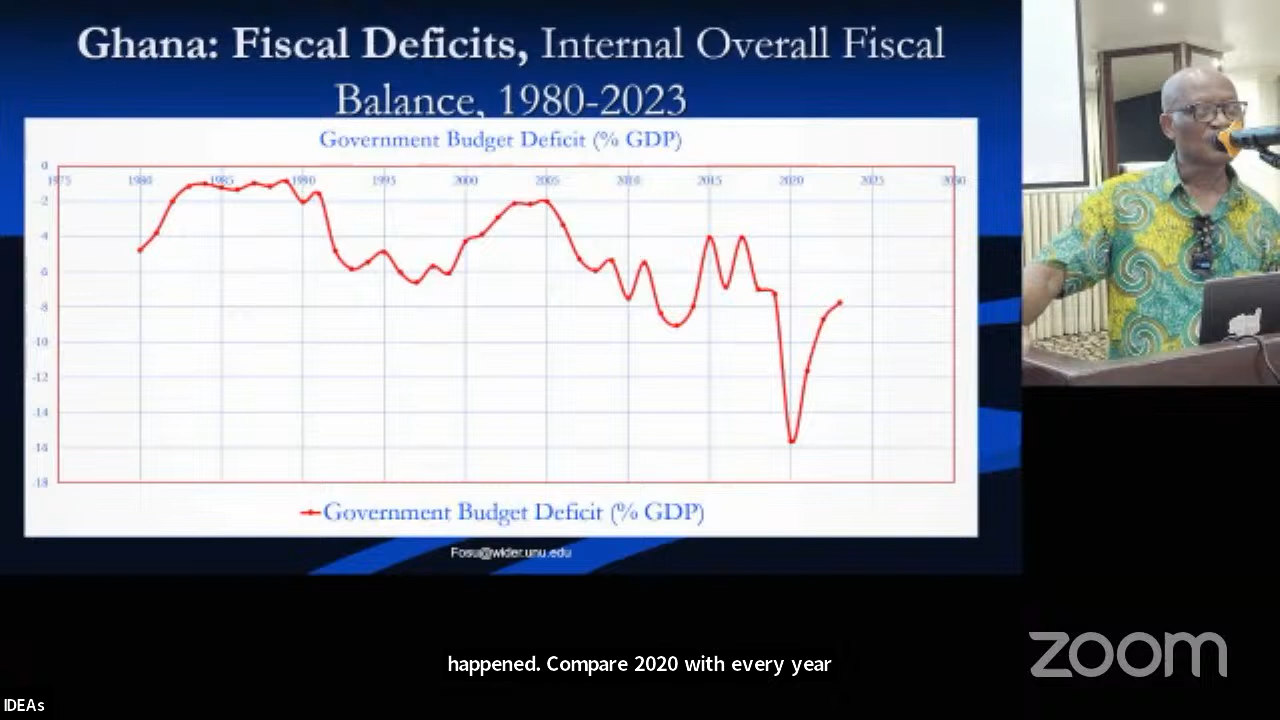 Ghana: Fiscal Deficits, Internal Overall Fiscal
Balance, 1980-2023
Government Budget Deficit (% GDP)
0
1975 1980 1985 1990 1995 2000 2005 2010 2015 2020 2025 2030
-2
-4
-6
-8
-10
-12
-14
-16
-18
Government Budget Deficit (% GDP)
Fosu@wider.unu.edu
happened. Compare 2020 with every year
zoom
IDEAs